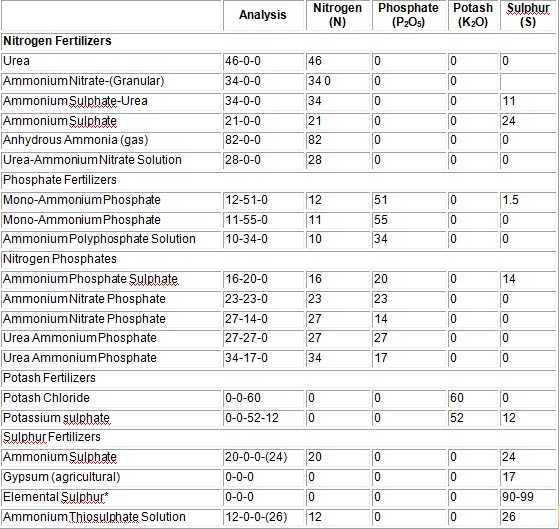 Analysis Nitrogen (N) Phosphate (P₂O₅) Potash (K₂O) Sulphur (S)
Nitrogen Fertilizers
Urea 46-0-0 46 0 0 0
Ammonium Nitrate-(Granular) 34-0-0 34 0 0 0
Ammonium Sulphate-Urea 34-0-0 34 0 0 11
Ammonium Sulphate 21-0-0 21 0 0 24
Anhydrous Ammonia (gas) 82-0-0 82 0 0 0
Urea-Ammonium Nitrate Solution 28-0-0 28 0 0 0
Phosphate Fertilizers
Mono-Ammonium Phosphate 12-51-0 12 51 0 1.5
Mono-Ammonium Phosphate 11-55-0 11 55 0 0
Ammonium Polyphosphate Solution 10-34-0 10 34 0 0
Nitrogen Phosphates
Ammonium Phosphate Sulphate 16-20-0 16 20 0 14
Ammonium Nitrate Phosphate 23-23-0 23 23 0 0
Ammonium Nitrate Phosphate 27-14-0 27 14 0 0
Urea Ammonium Phosphate 27-27-0 27 27 0 0
Urea Ammonium Phosphate 34-17-0 34 17 0 0
Potash Fertilizers
Potash Chloride 0-0-60 0 0 60 0
Potassium sulphate 0-0-52-12 0 0 52 12
Sulphur Fertilizers
Ammonium Sulphate 20-0-0-(24) 20 0 0 24
Gypsum (agricultural) 0-0-0 0 0 0 17
Elemental Sulphur* 0-0-0 0 0 0 90-99
Ammonium Thiosulphate Solution 12-0-0-(26) 12 0 0 26